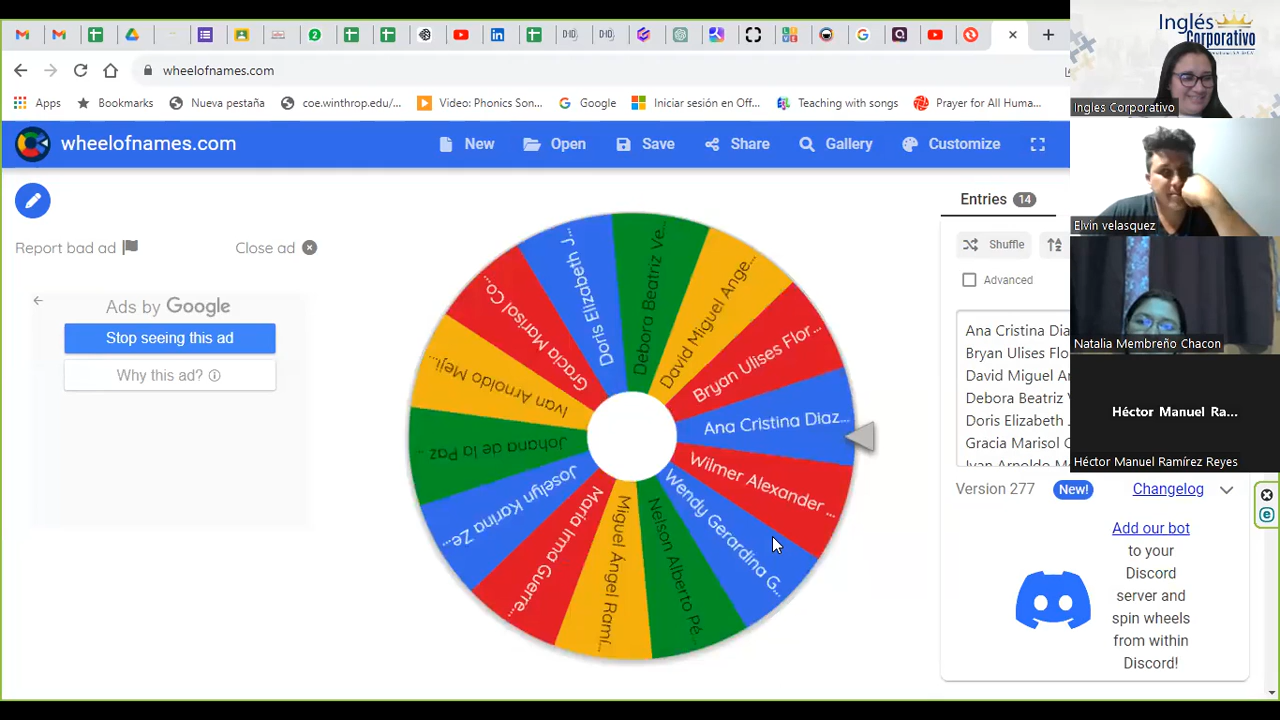 wheelofnames.com
Apps
Bookmarks
Nueva pestaña
coe.winthrop.edu/...
Video: Phonics Son...
Google
Iniciar sesión en Off...
Teaching with songs
Prayer for All Huma...
wheelofnames.com
New
Open
Save
Share
Gallery
Customize
Report bad ad
Close ad
Ads by Google
Stop seeing this ad
Why this ad?
Debora Beatriz Ve...
David Miguel Ange...
Bryan Ulises Flor...
Ana Cristina Diaz...
Wilmer Alexander ...
Wendy Gerardina G...
Nelson Alberto Pé...
Miguel Ángel Ramí...
Maria Irma Guerre...
Joselyn Karina Ze...
Johana de la Paz
Ivan Arnoldo Meji...
Gracia Marisol Co...
Doris Elizabeth J...
Entries 14
Shuffle
Advanced
Ana Cristina Dia
Bryan Ulises Flo
David Miguel An
Debora Beatriz V
Doris Elizabeth J
Gracia Marisol C
Ivan Arnoldo M
Version 277
New!
Changelog
Add our bot
to your
Discord
server and
spin wheels
from within
Discord!
Inglés
Corporativo
Ingles Corporativo
Elvin velasquez
Natalia Membreño Chacon
Héctor Manuel Ra...
Héctor Manuel Ramírez Reyes